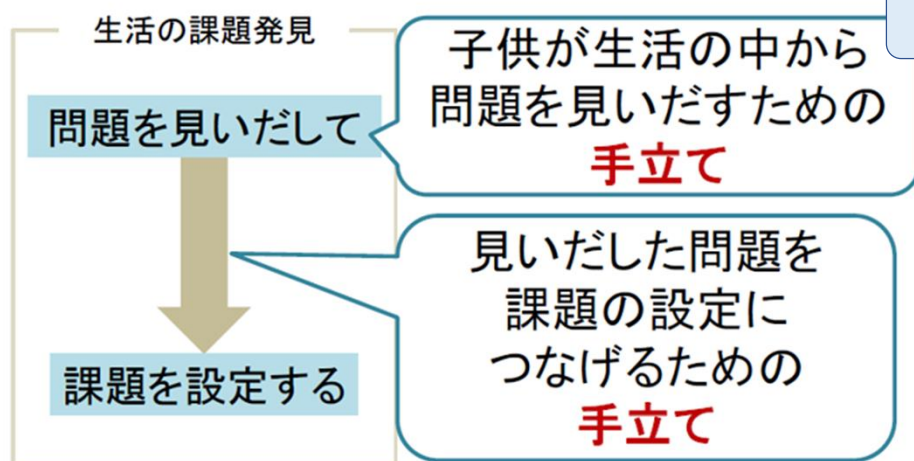 生活の課題発見
問題を見いだして
子供が生活の中から
問題を見いだすための
手立て
見いだした問題を
課題の設定に
つなげるための
手立て
課題を設定する